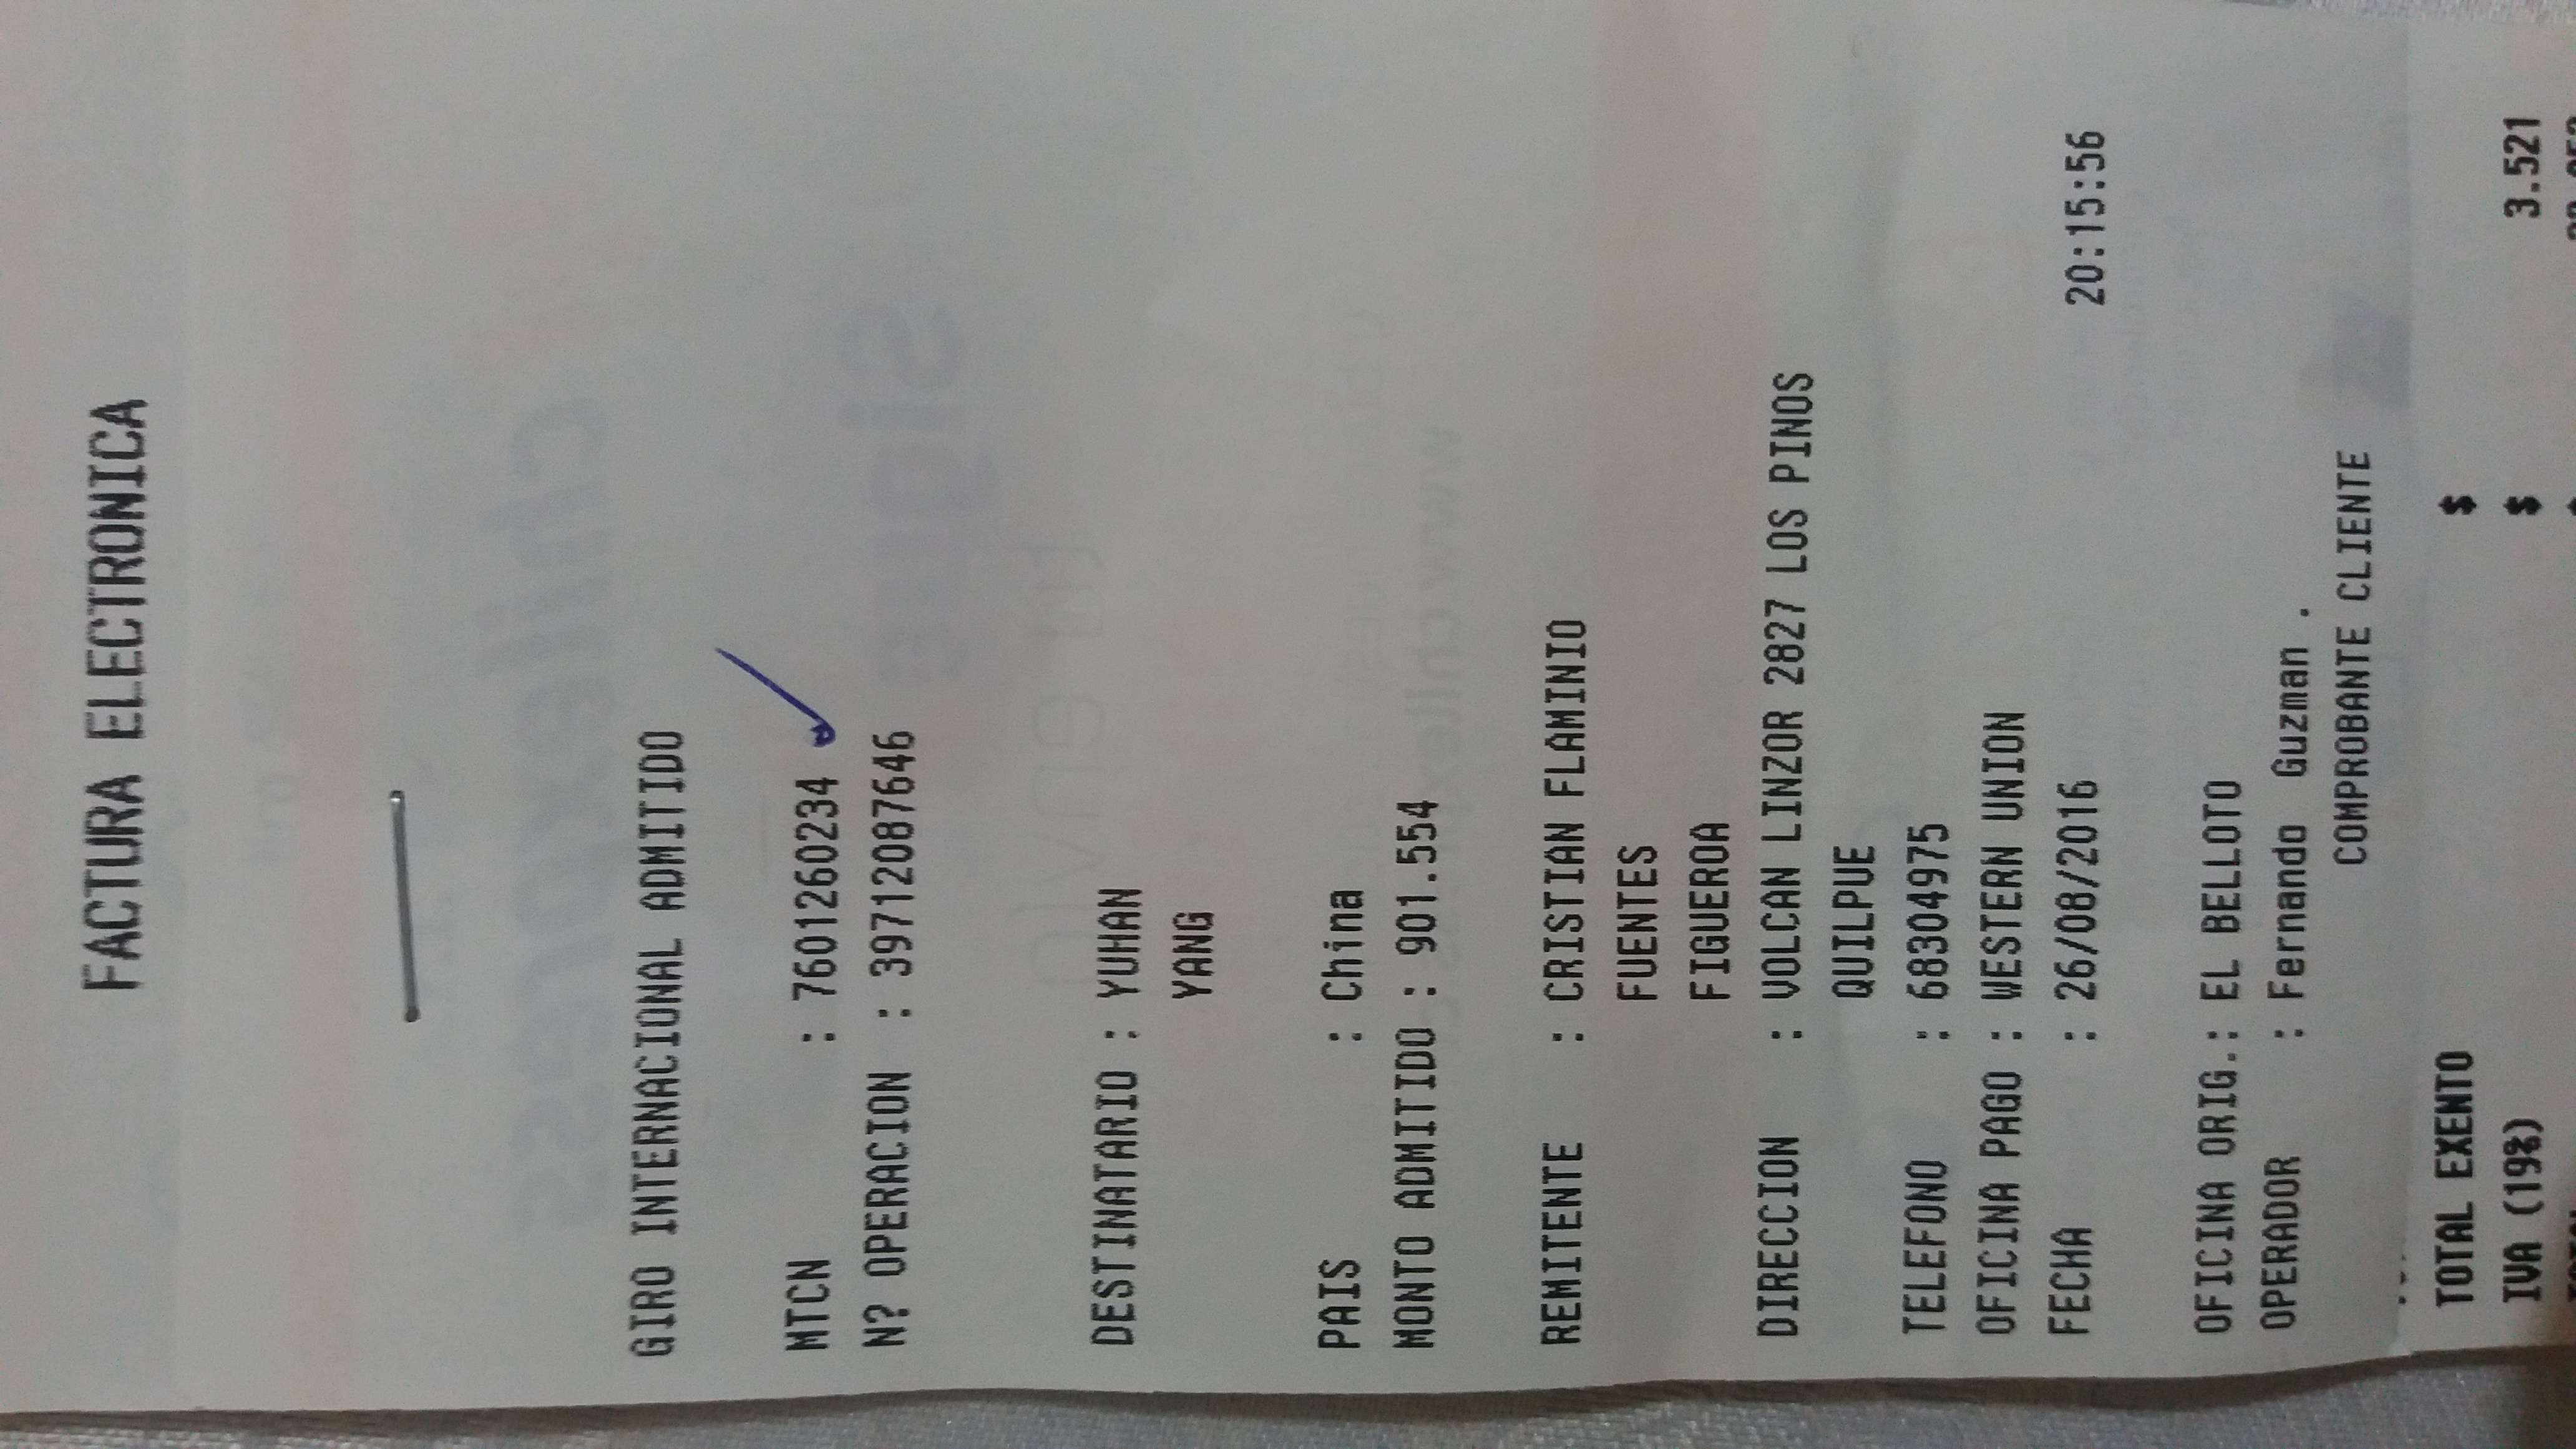 FACTURA ELECTRONICA
GIRO INTERNACIONAL ADMITIDO
MTCN : 7601260234
N? OPERACION : 39712087646
DESTINATARIO : YUHAN
YANG
PAIS : China
MONTO ADMITIDO : 901.554
REMITENTE : CRISTIAN FLAMINIO
FUENTES
FIGUEROA
DIRECCION : VOLCAN LINZOR 2827 LOS PINOS
QUILPUE
TELEFONO : 683049975
OFICINA PAGO : WESTERN UNION
FECHA : 26/08/2016 20:15:56
OFICINA ORIG.: EL BELLOTO
OPERADOR : Fernando Guzman .
COMPROBANTE CLIENTE
TOTAL EXENTO $
IVA (19%) $ 3.521